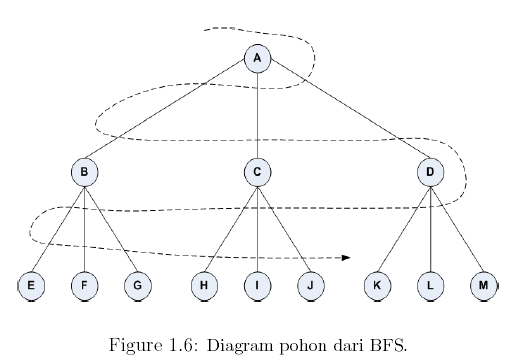 A
B C D
E F G H I J K L M
Figure 1.6: Diagram pohon dari BFS.